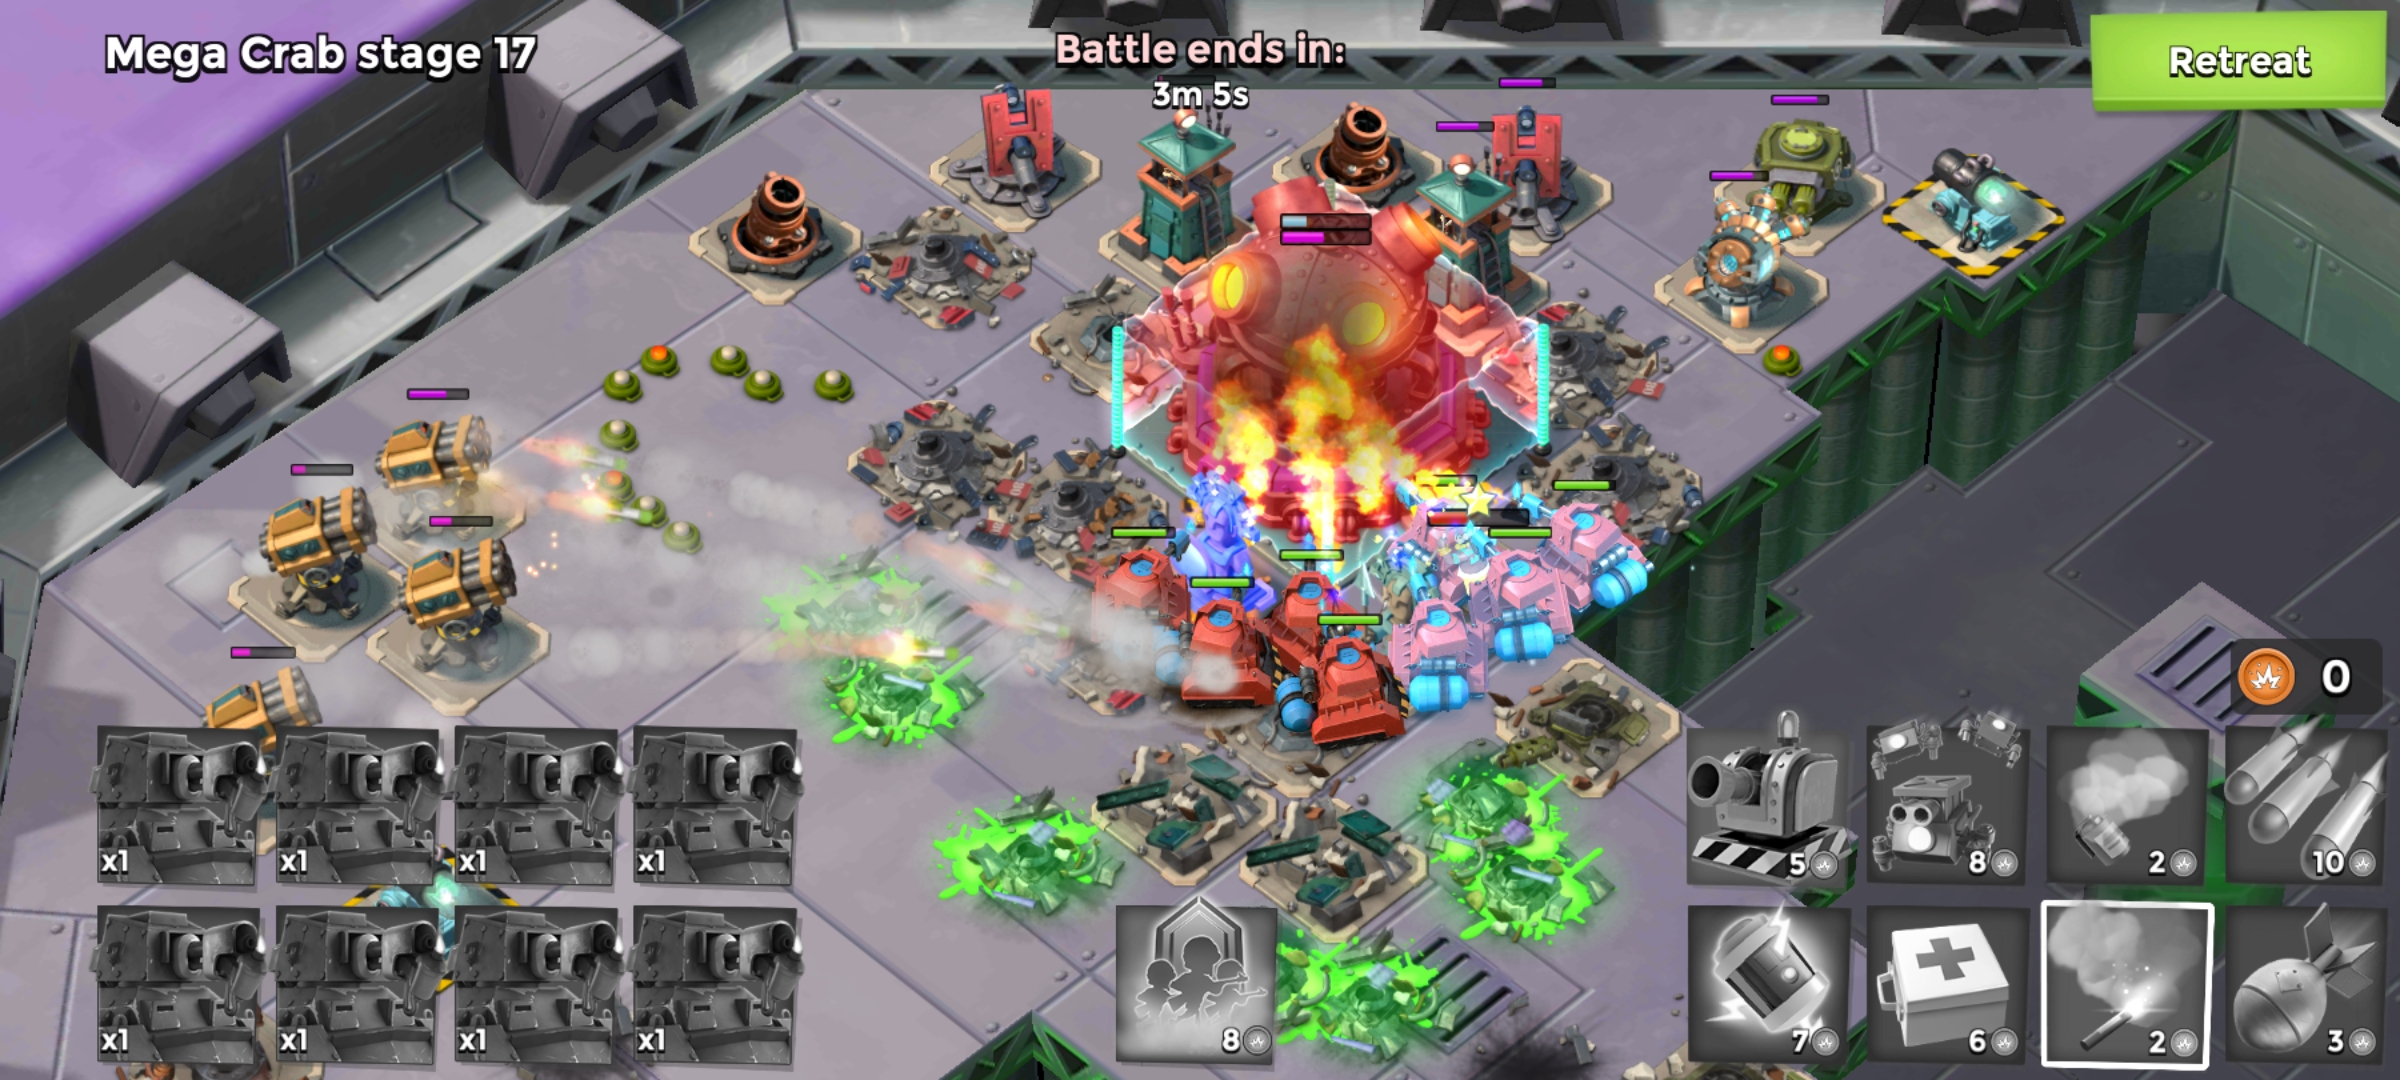 Mega Crab stage 17
Battle ends in:
3m 5s
Retreat
0
x1
x1
x1
x1
5
8
2
10
x1
x1
x1
x1
8
7
6
2
3